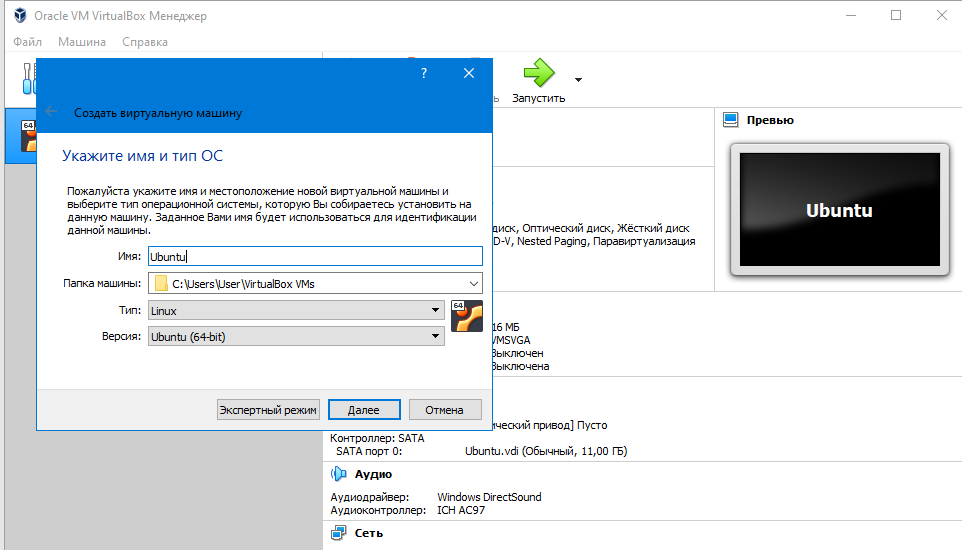 Oracle VM VirtualBox Менеджер
Файл Машина Справка
?
Запустить
Создать виртуальную машину
64
Превью
Укажите имя и тип ОС
Пожалуйста укажите имя и местоположение новой виртуальной машины и
выберите тип операционной системы, которую Вы собираетесь установить на
данную машину. Заданное Вами имя будет использоваться для идентификации
данной машины.
диск, Оптический диск, Жёсткий диск
D-V, Nested Paging, Паравиртуализация
Ubuntu
Имя: Ubuntu
Папка машины: C:\Users\User\VirtualBox VMs
Тип: Linux
64
Версия: Ubuntu (64-bit)
16 МБ
VMSVGA
Выключен
Выключена
Экспертный режим Далее Отмена
ический привод] Пусто
Контроллер: SATA
SATA порт 0: Ubuntu.vdi (Обычный, 11,00 ГБ)
Аудио
Аудиодрайвер: Windows DirectSound
Аудиоконтроллер: ICH AC97
Сеть